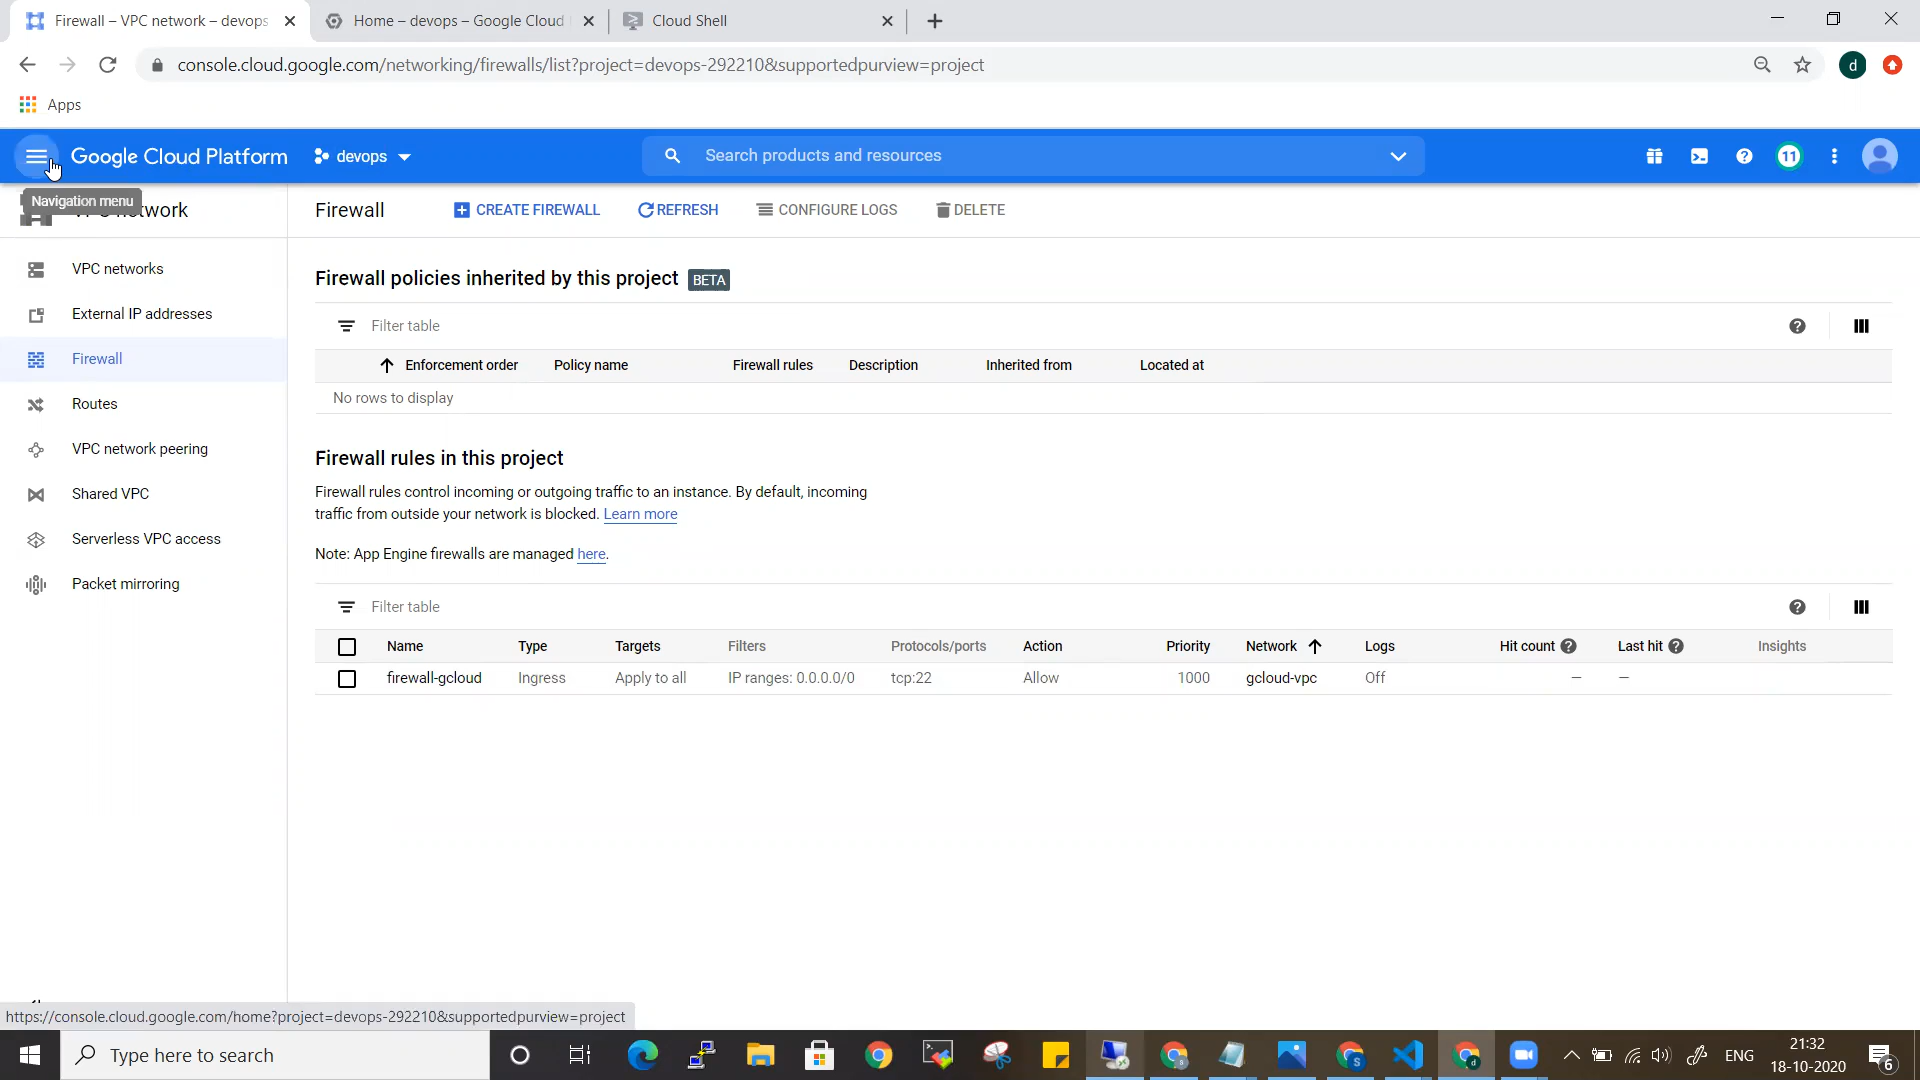 Firewall – VPC network – devops
Home – devops – Google Cloud
Cloud Shell
console.cloud.google.com/networking/firewalls/list?project=devops-292210&supportedpurview=project
d
Apps
Google Cloud Platform
devops
Search products and resources
11
Navigation menu
Firewall
CREATE FIREWALL
REFRESH
CONFIGURE LOGS
DELETE
VPC networks
External IP addresses
Firewall
Routes
VPC network peering
Shared VPC
Serverless VPC access
Packet mirroring
Firewall policies inherited by this project BETA
Filter table
Enforcement order Policy name Firewall rules Description Inherited from Located at
No rows to display
Firewall rules in this project
Firewall rules control incoming or outgoing traffic to an instance. By default, incoming
traffic from outside your network is blocked. Learn more
Note: App Engine firewalls are managed here.
Filter table
Name Type Targets Filters Protocols/ports Action Priority Network Logs Hit count Last hit Insights
firewall-gcloud Ingress Apply to all IP ranges: 0.0.0.0/0 tcp:22 Allow 1000 gcloud-vpc Off — —
https://console.cloud.google.com/home?project=devops-292210&supportedpurview=project
Type here to search
ENG
21:32
18-10-2020
6